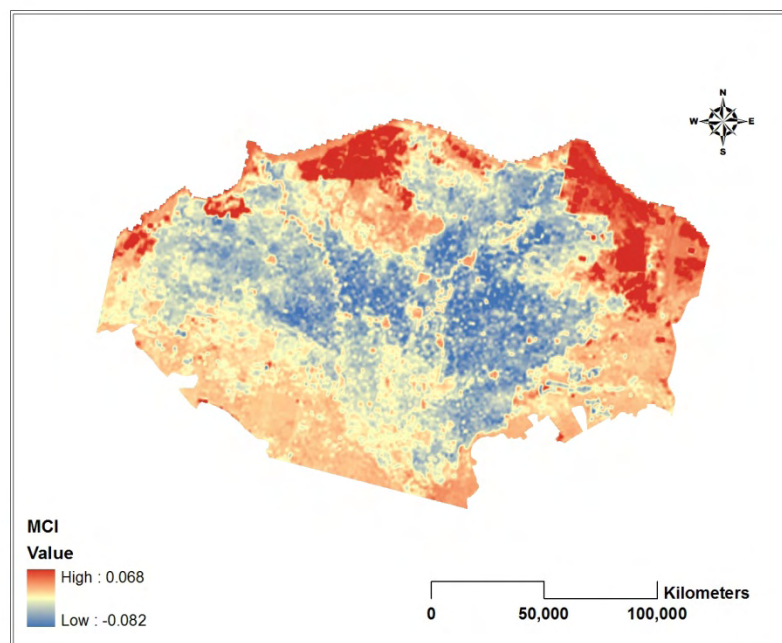 N
W E
S
MCI
Value
High : 0.068
Low : -0.082
Kilometers
0 50,000 100,000